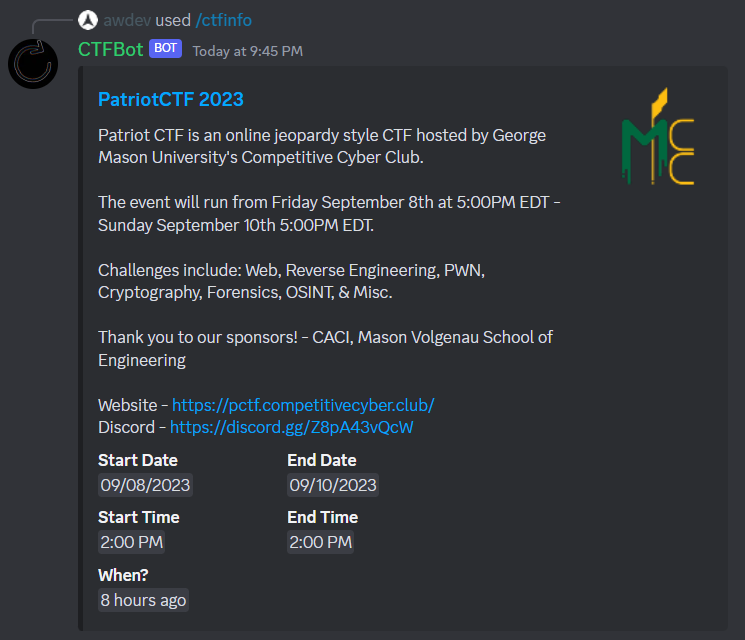 awdev used /ctfinfo
CTFBot BOT Today at 9:45 PM
PatriotCTF 2023
Patriot CTF is an online jeopardy style CTF hosted by George
Mason University's Competitive Cyber Club.
The event will run from Friday September 8th at 5:00PM EDT -
Sunday September 10th 5:00PM EDT.
Challenges include: Web, Reverse Engineering, PWN,
Cryptography, Forensics, OSINT, & Misc.
Thank you to our sponsors! - CACI, Mason Volgenau School of
Engineering
Website - https://pctf.competitivecyber.club/
Discord - https://discord.gg/Z8pA43vQcW
Start Date End Date
09/08/2023 09/10/2023
Start Time End Time
2:00 PM 2:00 PM
When?
8 hours ago
MCC